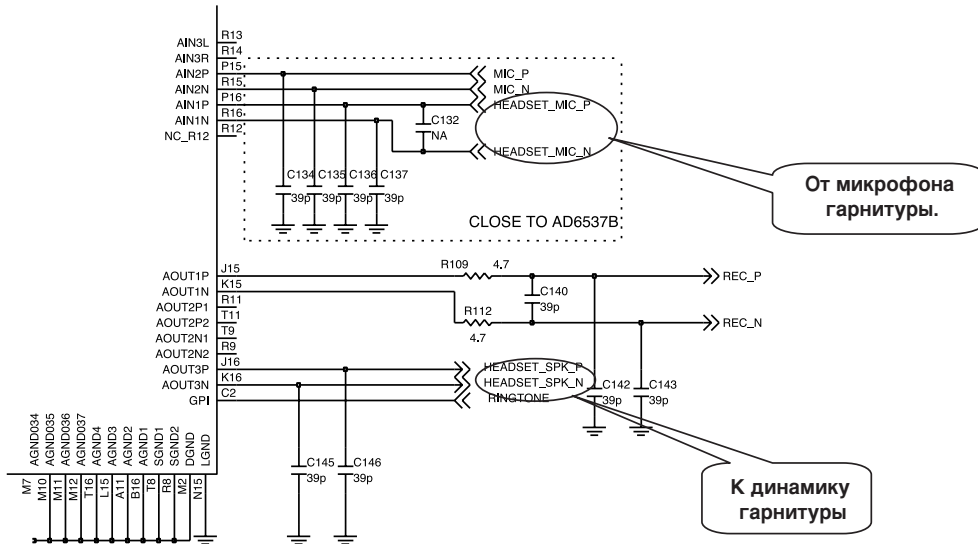 AIN3L R13
AIN3R R14
AIN2P P15 MIC_P
AIN2N R15 MIC_N
AIN1P P16 HEADSET_MIC_P
AIN1N R16 C132
NC_R12 R12 NA
HEADSET_MIC_N
C134 C135 C136 C137
39p 39p 39p 39p
CLOSE TO AD6537B
От микрофона
гарнитуры.
AOUT1P J15 R109 4.7 REC_P
AOUT1N K15 C140
AOUT2P1 R11 R112 39p
AOUT2P2 T11 REC_N
AOUT2N1 T9 4.7
AOUT2N2 R9
AOUT3P J16 HEADSET_SPK_P
AOUT3N K16 HEADSET_SPK_N C142 C143
GPI C2 RINGTONE 39p 39p
AGND034 AGND035 AGND036 AGND037 AGND4 AGND3 AGND2 AGND1 SGND1 SGND2 DGND LGND
M7 M10 M11 M12 T16 L15 A11 B16 T8 R8 M2 N15
C145 C146
39p 39p
К динамику
гарнитуры